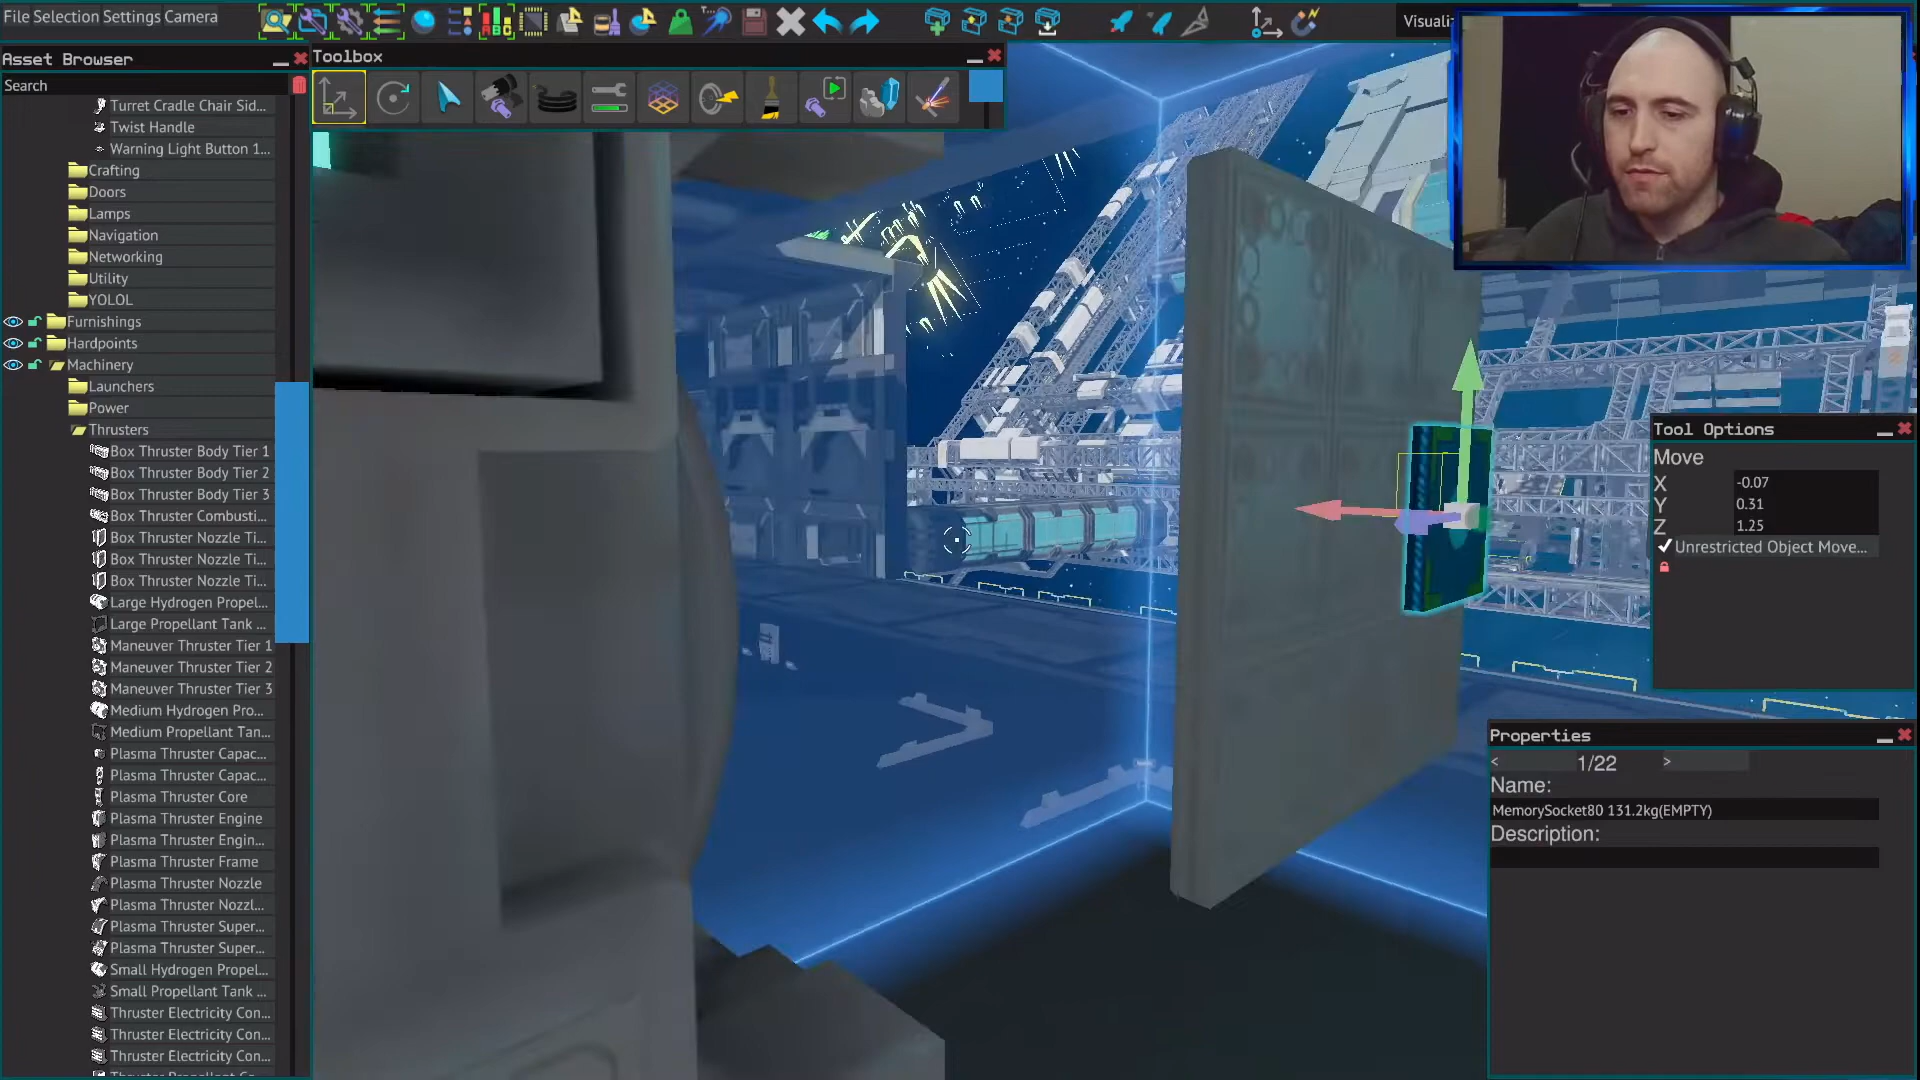 File Selection Settings Camera
Visuali
Asset Browser
Toolbox
Search
Turret Cradle Chair Sid...
Twist Handle
Warning Light Button 1...
Crafting
Doors
Lamps
Navigation
Networking
Utility
YOLOL
Furnishings
Hardpoints
Machinery
Launchers
Power
Thrusters
Box Thruster Body Tier 1
Box Thruster Body Tier 2
Box Thruster Body Tier 3
Box Thruster Combusti...
Box Thruster Nozzle Ti...
Box Thruster Nozzle Ti...
Box Thruster Nozzle Ti...
Large Hydrogen Propel...
Large Propellant Tank ...
Maneuver Thruster Tier 1
Maneuver Thruster Tier 2
Maneuver Thruster Tier 3
Medium Hydrogen Pro...
Medium Propellant Tan...
Plasma Thruster Capac...
Plasma Thruster Capac...
Plasma Thruster Core
Plasma Thruster Engine
Plasma Thruster Engin...
Plasma Thruster Frame
Plasma Thruster Nozzle
Plasma Thruster Nozzl...
Plasma Thruster Super...
Plasma Thruster Super...
Small Hydrogen Propel...
Small Propellant Tank ...
Thruster Electricity Con...
Thruster Electricity Con...
Thruster Electricity Con...
Tool Options
Move
X -0.07
Y 0.31
Z 1.25
Unrestricted Object Move...
Properties
< 1/22 >
Name:
MemorySocket80 131.2kg(EMPTY)
Description: